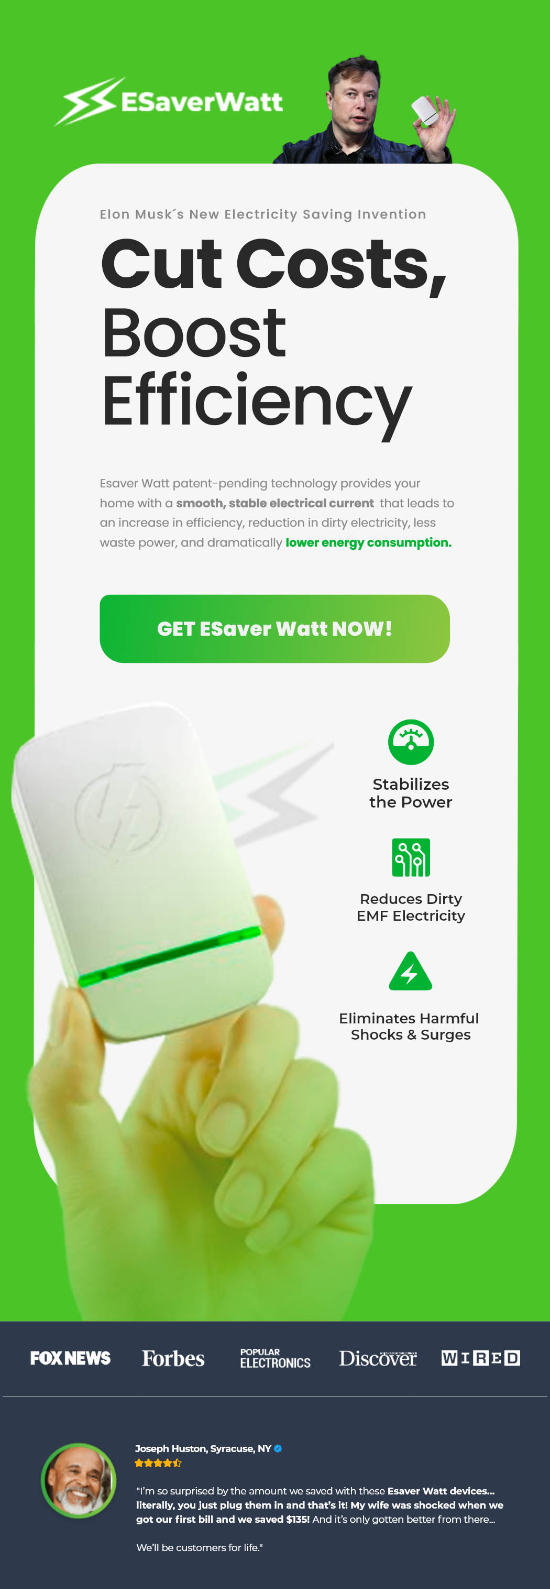 ESaverWatt
Elon Musk´s New Electricity Saving Invention
Cut Costs,
Boost
Efficiency
Esaver Watt patent-pending technology provides your
home with a smooth, stable electrical current that leads to
an increase in efficiency, reduction in dirty electricity, less
waste power, and dramatically lower energy consumption.
GET ESaver Watt NOW!
Stabilizes
the Power
Reduces Dirty
EMF Electricity
Eliminates Harmful
Shocks & Surges
FOX NEWS
Forbes
POPULAR
ELECTRONICS
Discover
WIRED
Joseph Huston, Syracuse, NY
"I'm so surprised by the amount we saved with these Esaver Watt devices...
literally, you just plug them in and that's it! My wife was shocked when we
got our first bill and we saved $135! And it's only gotten better from there...
We'll be customers for life."